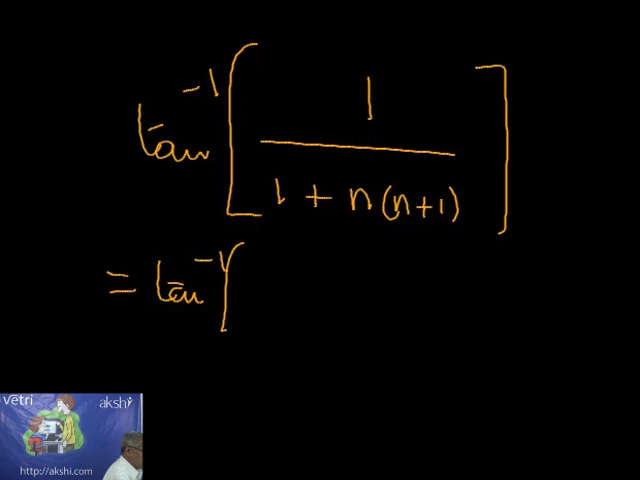 tan⁻¹ [ 1 / (1 + n(n+1)) ]
= tan⁻¹ [
vetri akshi
http://akshi.com